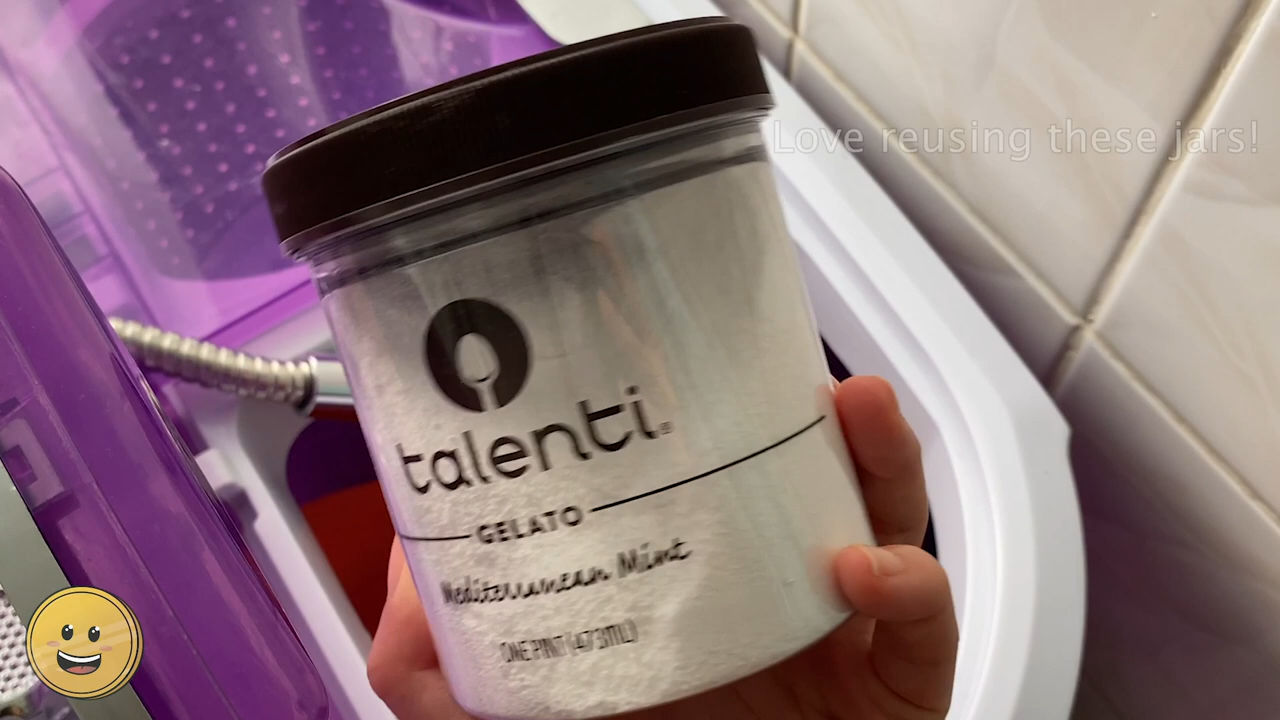 Love reusing these jars!
talenti®
GELATO
Mediterranean Mint
ONE PINT (473ML)